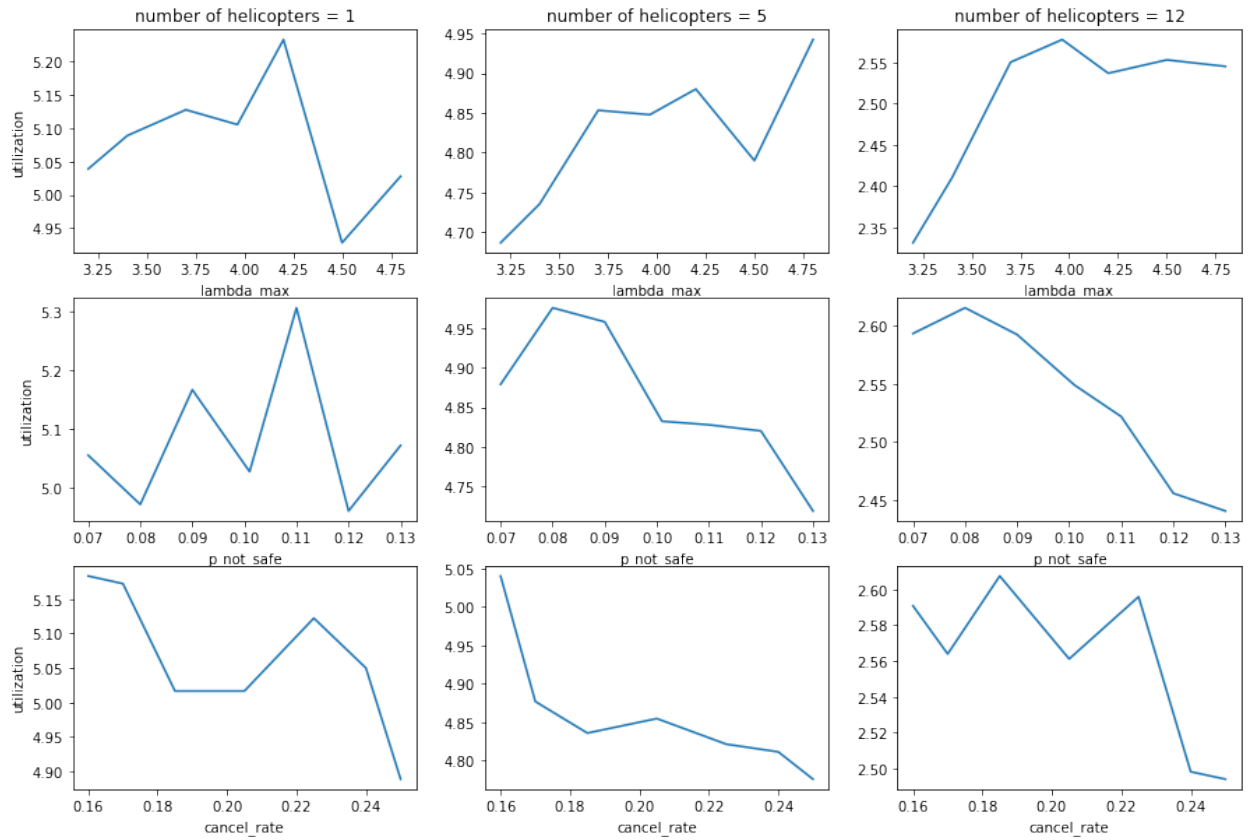 number of helicopters = 1 number of helicopters = 5 number of helicopters = 12
utilization
5.20
5.15
5.10
5.05
5.00
4.95
3.25 3.50 3.75 4.00 4.25 4.50 4.75
lambda_max
4.95
4.90
4.85
4.80
4.75
4.70
3.25 3.50 3.75 4.00 4.25 4.50 4.75
lambda_max
2.55
2.50
2.45
2.40
2.35
3.25 3.50 3.75 4.00 4.25 4.50 4.75
lambda_max
utilization
5.3
5.2
5.1
5.0
0.07 0.08 0.09 0.10 0.11 0.12 0.13
p_not_safe
4.95
4.90
4.85
4.80
4.75
0.07 0.08 0.09 0.10 0.11 0.12 0.13
p_not_safe
2.60
2.55
2.50
2.45
0.07 0.08 0.09 0.10 0.11 0.12 0.13
p_not_safe
utilization
5.15
5.10
5.05
5.00
4.95
4.90
0.16 0.18 0.20 0.22 0.24
cancel_rate
5.05
5.00
4.95
4.90
4.85
4.80
0.16 0.18 0.20 0.22 0.24
cancel_rate
2.60
2.58
2.56
2.54
2.52
2.50
0.16 0.18 0.20 0.22 0.24
cancel_rate